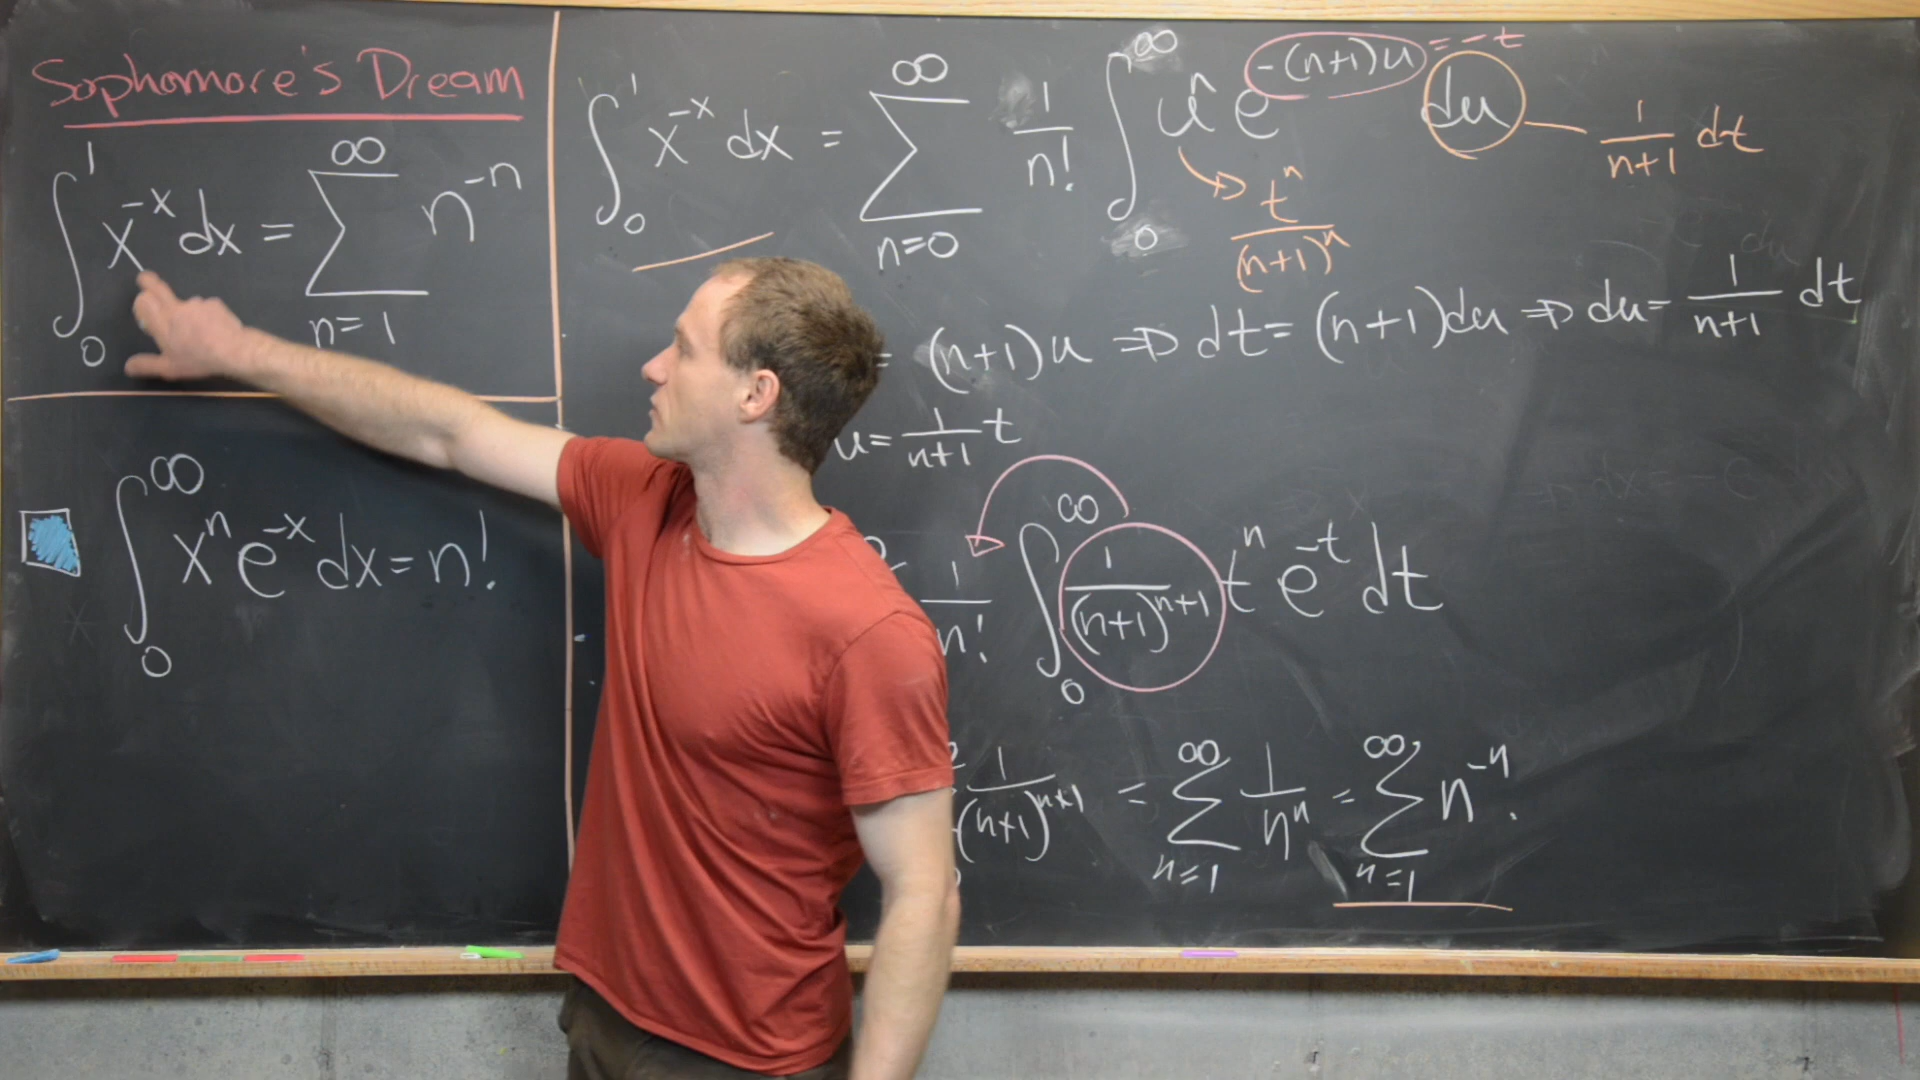 Sophomore's Dream
∫₀¹ x⁻ˣ dx = ∑_{n=1}^∞ n⁻ⁿ
∫₀^∞ xⁿ e⁻ˣ dx = n!
∫₀¹ x⁻ˣ dx = ∑_{n=0}^∞ 1/n! ∫₀^∞ uⁿ e^{-(n+1)u} du
= -t
1/(n+1) dt
tⁿ/(n+1)ⁿ
= (n+1)u ⇒ dt = (n+1)du ⇒ du = 1/(n+1) dt
u = 1/(n+1) t
1/n! ∫₀^∞ 1/(n+1)^{n+1} tⁿ e⁻ᵗ dt
1/(n+1)^{n+1} = ∑_{n=1}^∞ 1/nⁿ = ∑_{n=1}^∞ n⁻ⁿ.